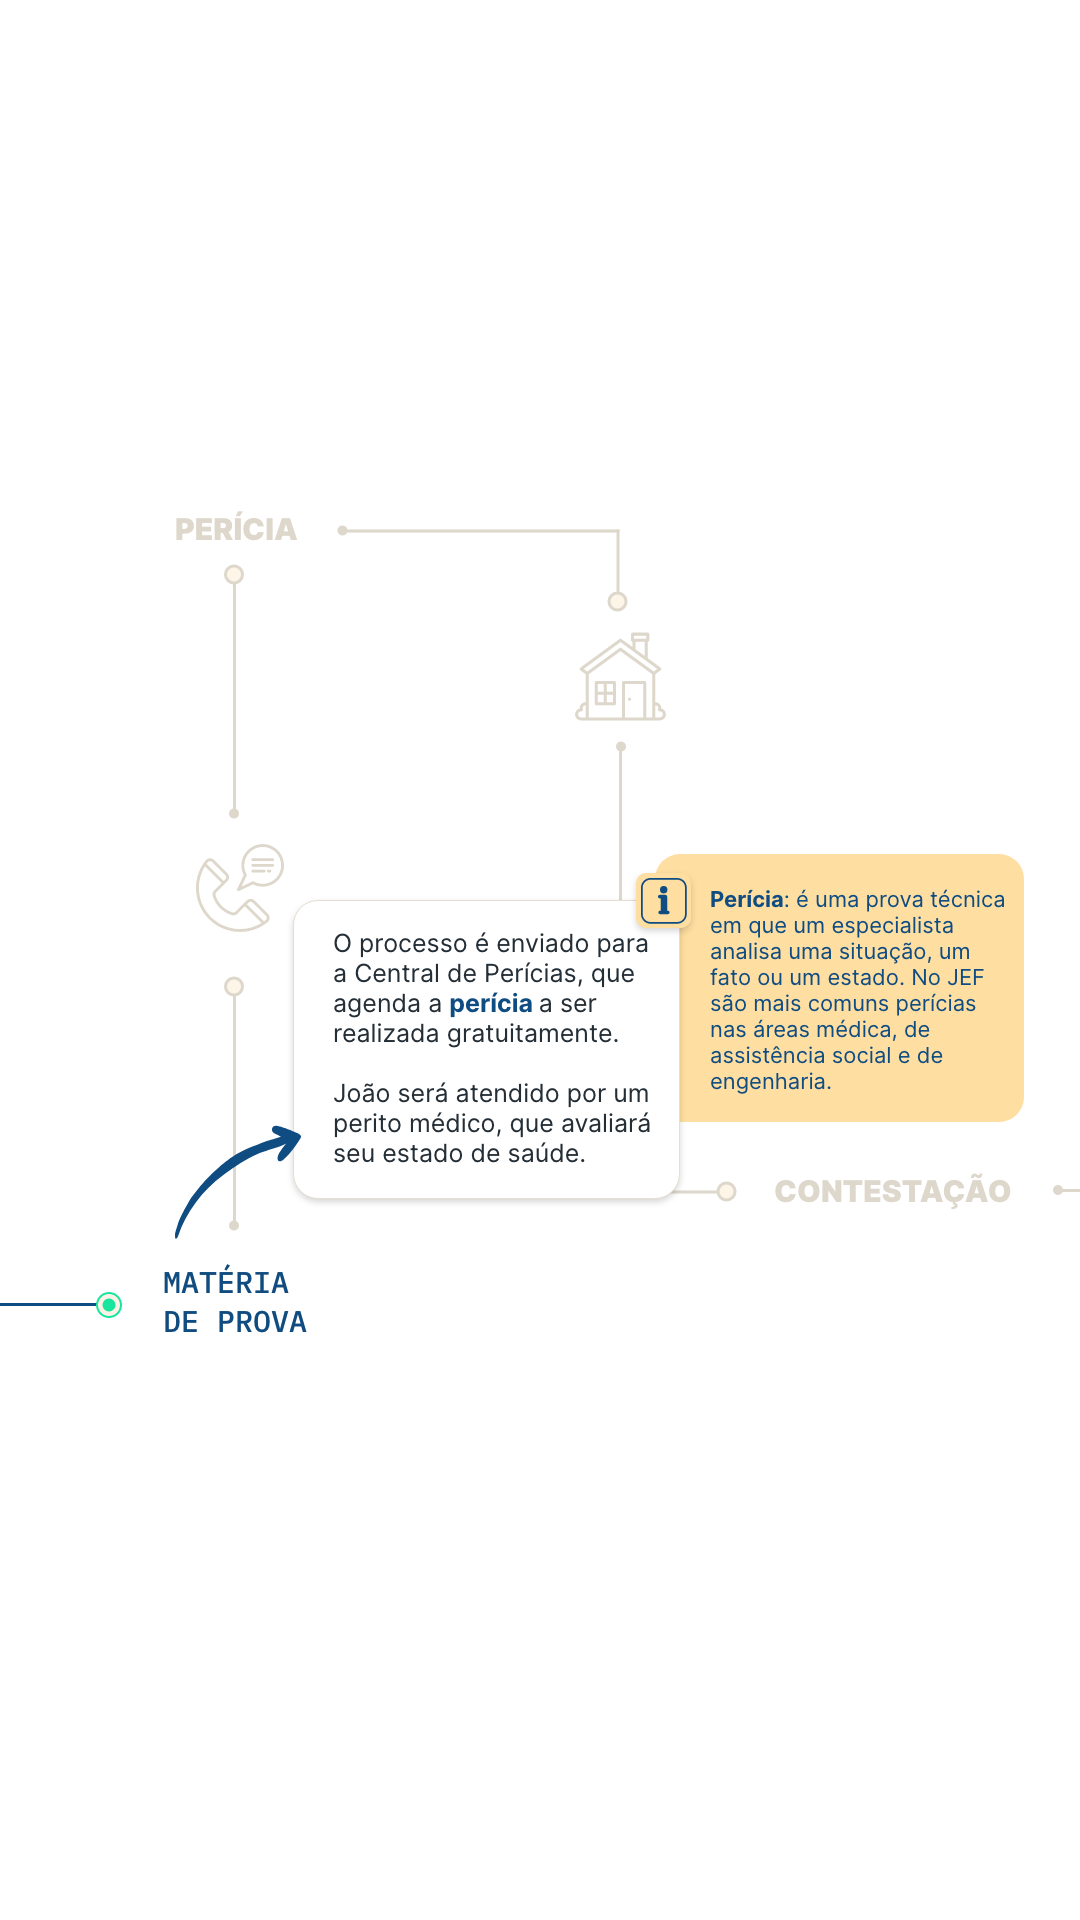 PERÍCIA
O processo é enviado para
a Central de Perícias, que
agenda a perícia a ser
realizada gratuitamente.
João será atendido por um
perito médico, que avaliará
seu estado de saúde.
i
Perícia: é uma prova técnica
em que um especialista
analisa uma situação, um
fato ou um estado. No JEF
são mais comuns perícias
nas áreas médica, de
assistência social e de
engenharia.
CONTESTAÇÃO
MATÉRIA
DE PROVA